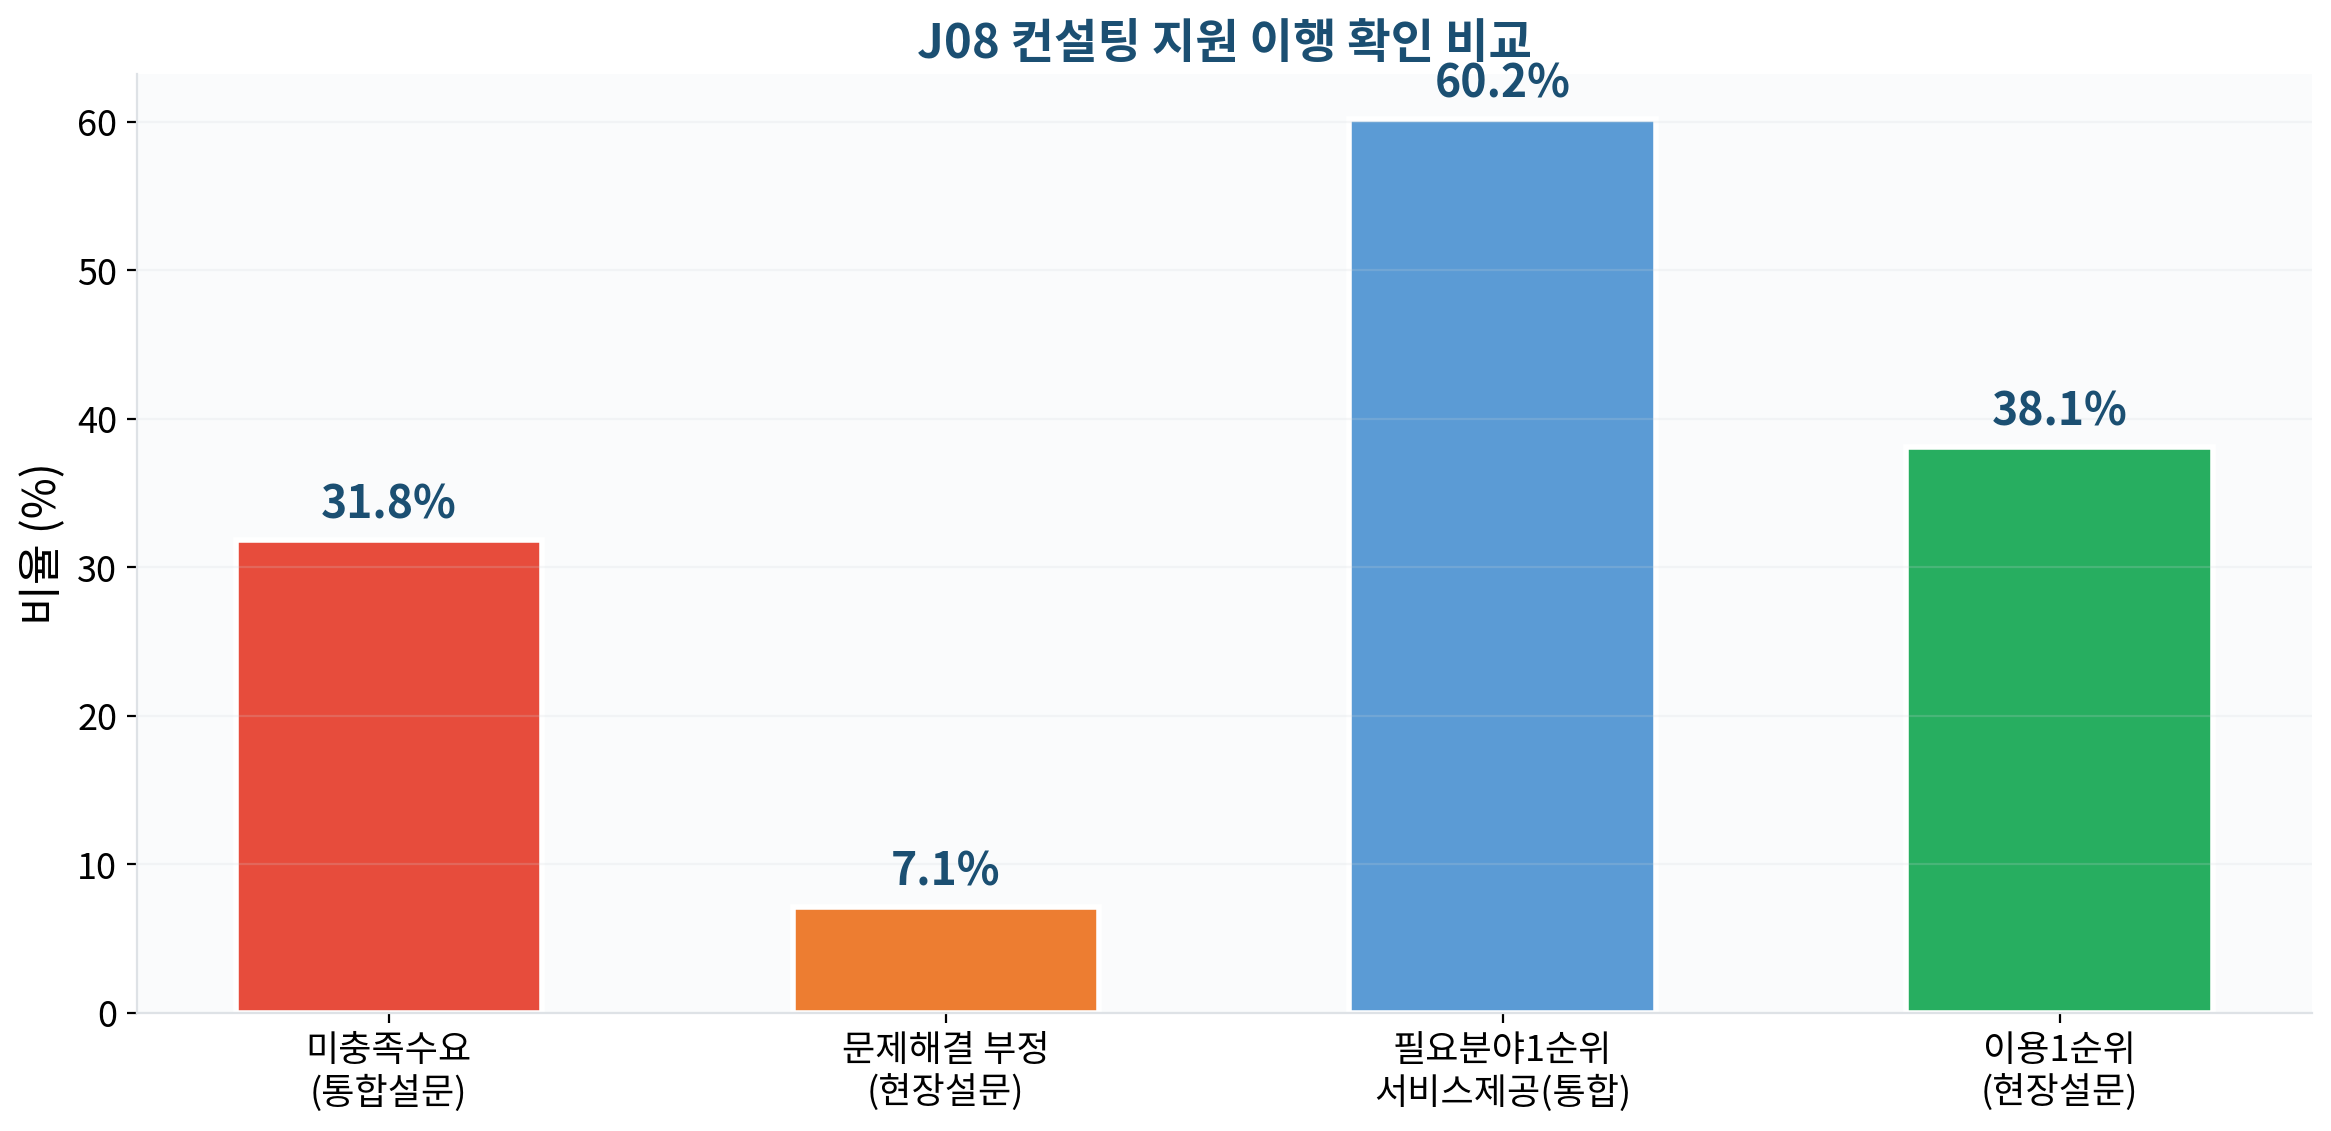 J08 컨설팅 지원 이행 확인 비교
비율 (%)
60
50
40
30
20
10
0
31.8%
7.1%
60.2%
38.1%
미충족수요
(통합설문)
문제해결 부정
(현장설문)
필요분야1순위
서비스제공(통합)
이용1순위
(현장설문)